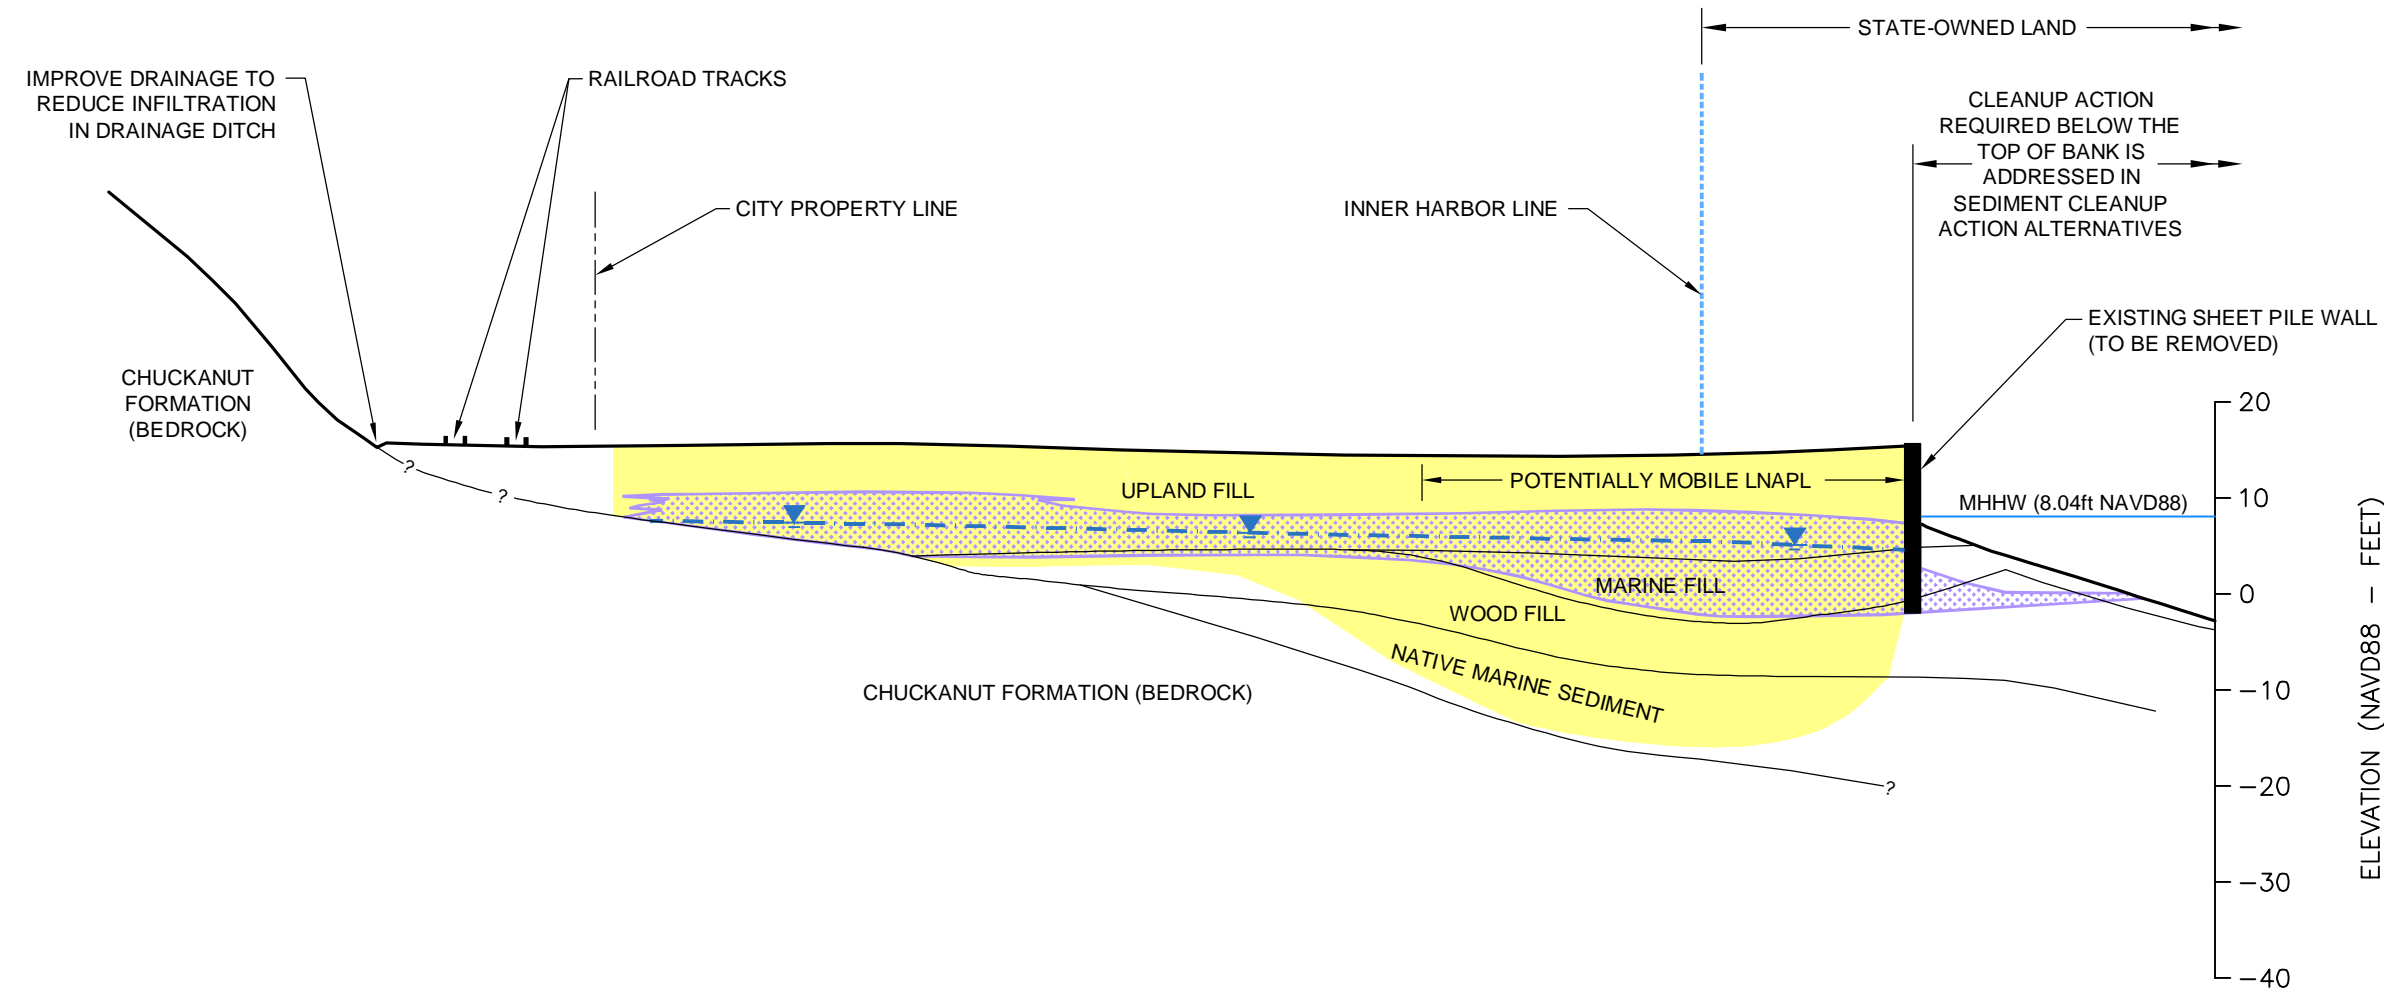 STATE-OWNED LAND
IMPROVE DRAINAGE TO
REDUCE INFILTRATION
IN DRAINAGE DITCH
RAILROAD TRACKS
CLEANUP ACTION
REQUIRED BELOW THE
TOP OF BANK IS
ADDRESSED IN
SEDIMENT CLEANUP
ACTION ALTERNATIVES
CITY PROPERTY LINE
INNER HARBOR LINE
EXISTING SHEET PILE WALL
(TO BE REMOVED)
CHUCKANUT
FORMATION
(BEDROCK)
?
?
UPLAND FILL
POTENTIALLY MOBILE LNAPL
MHHW (8.04ft NAVD88)
MARINE FILL
WOOD FILL
NATIVE MARINE SEDIMENT
CHUCKANUT FORMATION (BEDROCK)
?
20
10
0
-10
-20
-30
-40
ELEVATION (NAVD88 - FEET)